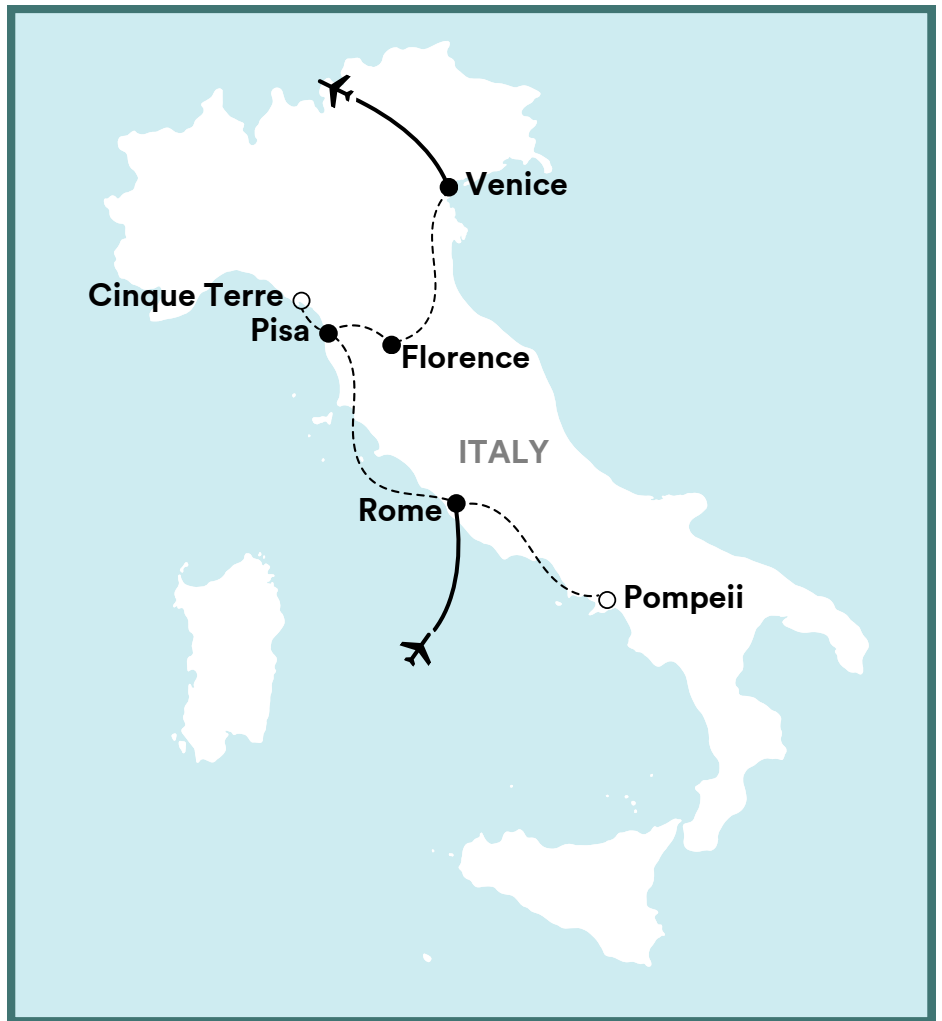 Venice
Cinque Terre
Pisa
Florence
ITALY
Rome
Pompeii